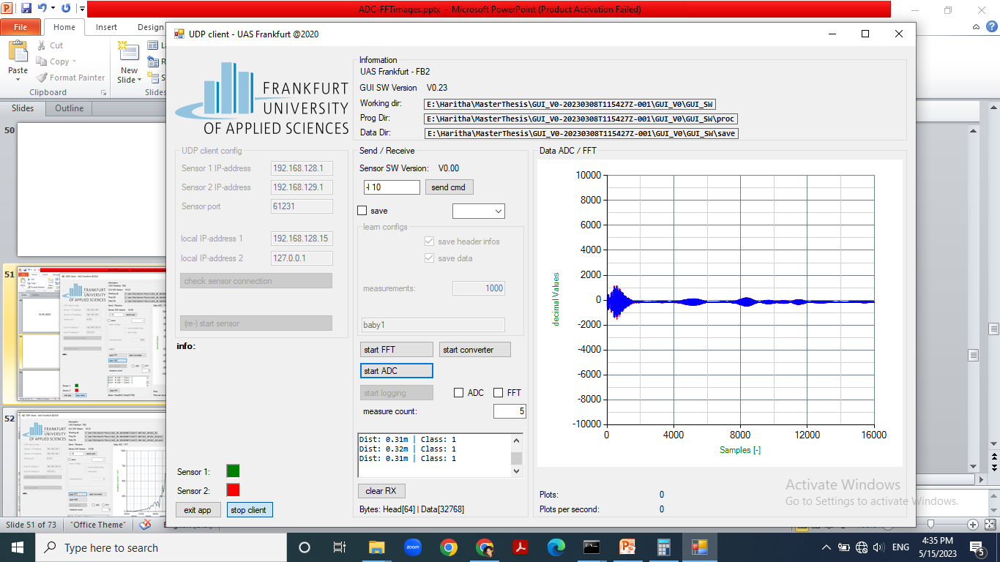 ADC-FFTimages.pptx - Microsoft PowerPoint (Product Activation Failed)
File Home Insert Design
Cut
Copy
Format Painter
Paste
Clipboard
New
Slide
Slides
Slides Outline
50
51
52
UDP client - UAS Frankfurt @2020
FRANKFURT
UNIVERSITY
OF APPLIED SCIENCES
Information
UAS Frankfurt - FB2
GUI SW Version V0.23
Working dir: E:\Haritha\MasterThesis\GUI_V0-20230308T115427Z-001\GUI_V0\GUI_SW
Prog Dir: E:\Haritha\MasterThesis\GUI_V0-20230308T115427Z-001\GUI_V0\GUI_SW\proc
Data Dir: E:\Haritha\MasterThesis\GUI_V0-20230308T115427Z-001\GUI_V0\GUI_SW\save
UDP client config
Sensor 1 IP-address 192.168.128.1
Sensor 2 IP-address 192.168.129.1
Sensor port 61231
local IP-address 1 192.168.128.15
local IP-address 2 127.0.0.1
check sensor connection
(re-) start sensor
info:
Sensor 1:
Sensor 2:
exit app stop client
Send / Receive
Sensor SW Version: V0.00
-l 10 send cmd
save
learn configs
save header infos
save data
measurements: 1000
baby1
start FFT start converter
start ADC
start logging ADC FFT
measure count: 5
Dist: 0.31m | Class: 1
Dist: 0.32m | Class: 1
Dist: 0.31m | Class: 1
clear RX
Bytes: Head[64] | Data[32768]
Data ADC / FFT
10000
8000
6000
4000
2000
0
-2000
-4000
-6000
-8000
-10000
decimal Values
0 4000 8000 12000 16000
Samples [-]
Plots: 0
Plots per second: 0
Activate Windows
Go to Settings to activate Windows.
Slide 51 of 73 "Office Theme"
Type here to search
zoom
ENG
4:35 PM
5/15/2023
5